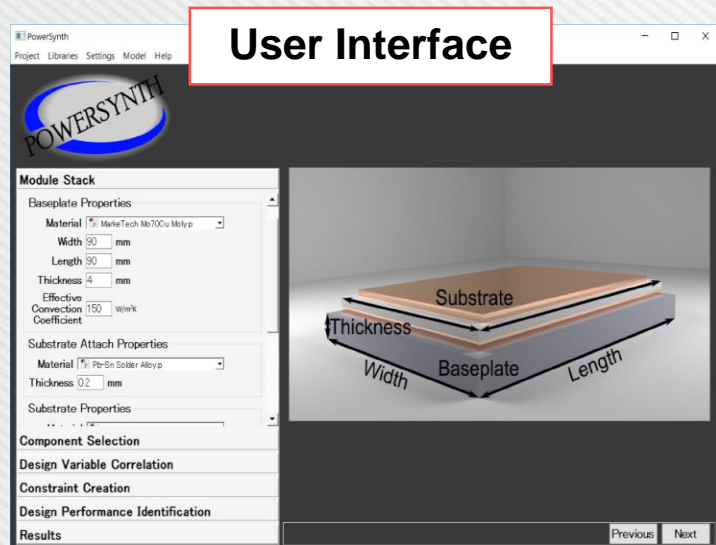 User Interface
PowerSynth
Project Libraries Settings Model Help
POWERSYNTH
Module Stack
Baseplate Properties
Material MarkeTech Mo70Cu Moly.p
Width 90 mm
Length 90 mm
Thickness 4 mm
Effective
Convection 150 W/m²K
Coefficient
Substrate Attach Properties
Material Pb-Sn Solder Alloy.p
Thickness 0.2 mm
Substrate Properties
Component Selection
Design Variable Correlation
Constraint Creation
Design Performance Identification
Results
Substrate
Thickness
Width
Baseplate
Length
Previous Next